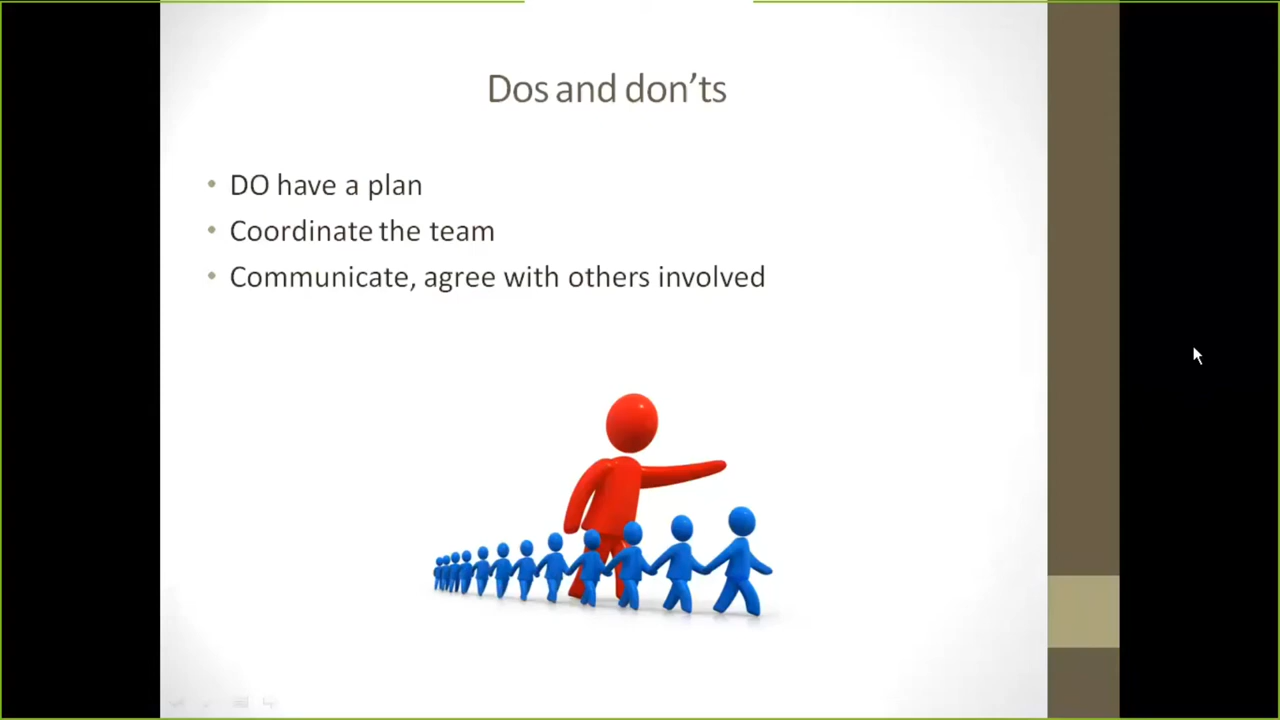 Dos and don’ts
• DO have a plan
• Coordinate the team
• Communicate, agree with others involved